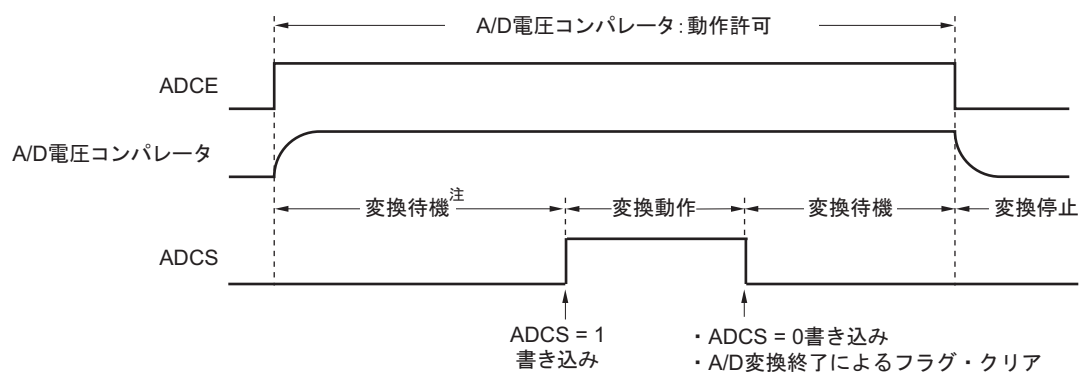 A/D電圧コンパレータ:動作許可
ADCE
A/D電圧コンパレータ
変換待機注
変換動作
変換待機
変換停止
ADCS
ADCS = 1
書き込み
・ADCS = 0書き込み
・A/D変換終了によるフラグ・クリア